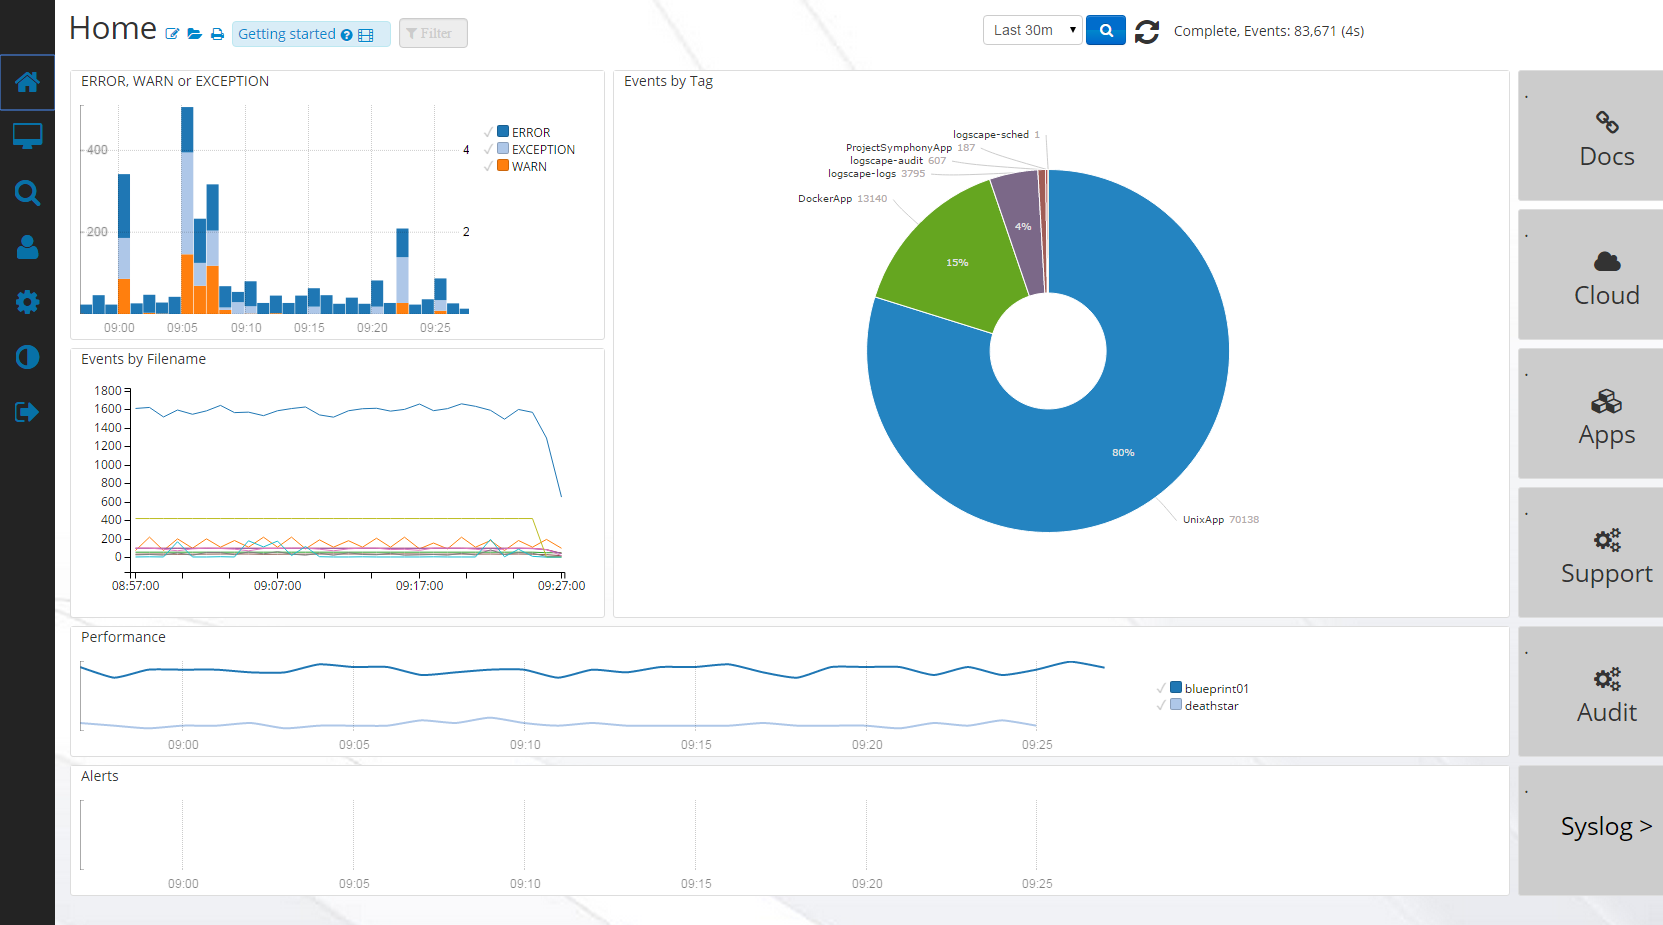 Home
Getting started
Filter
Last 30m
Complete, Events: 83,671 (4s)
ERROR, WARN or EXCEPTION
400
200
4
2
ERROR
EXCEPTION
WARN
09:00 09:05 09:10 09:15 09:20 09:25
Events by Filename
1800
1600
1400
1200
1000
800
600
400
200
0
08:57:00 09:07:00 09:17:00 09:27:00
Events by Tag
logscape-sched 1
ProjectSymphonyApp 187
logscape-audit 607
logscape-logs 3795
DockerApp 13140
4%
15%
80%
UnixApp 70138
Performance
blueprint01
deathstar
09:00 09:05 09:10 09:15 09:20 09:25
Alerts
09:00 09:05 09:10 09:15 09:20 09:25
.
Docs
.
Cloud
.
Apps
.
Support
.
Audit
.
Syslog >